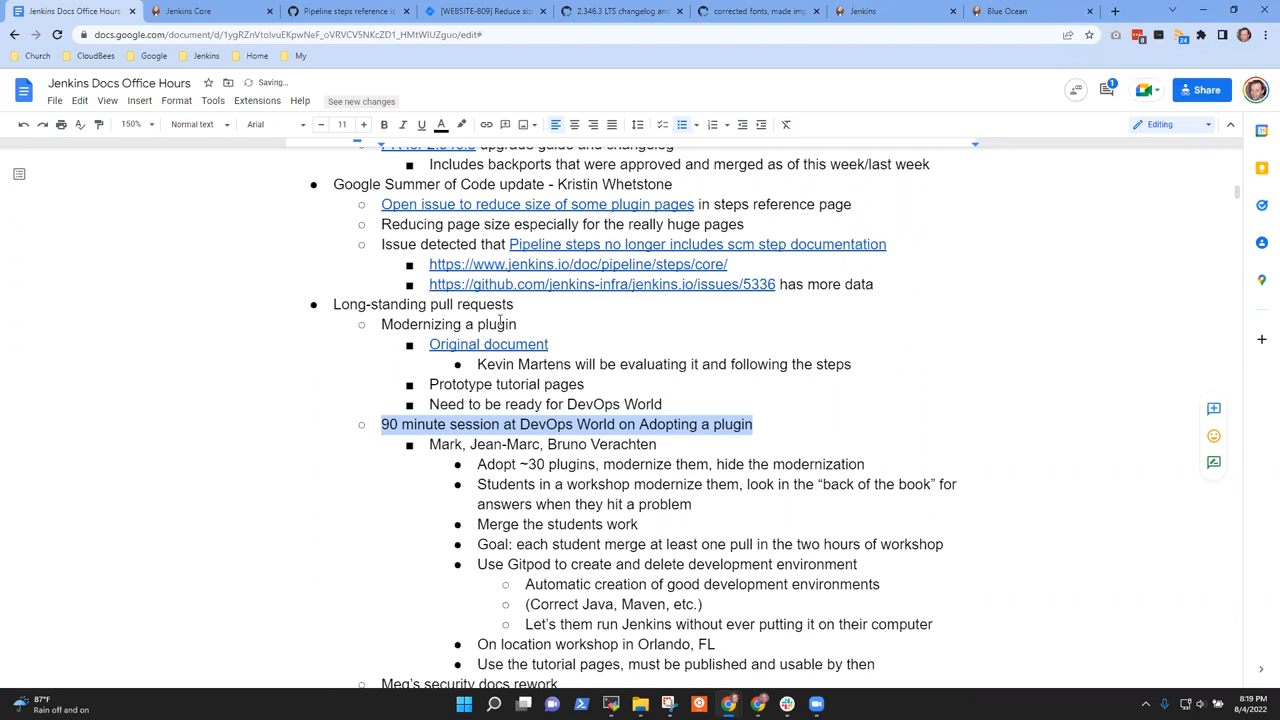 Jenkins Docs Office Hours
Jenkins Core
Pipeline steps reference is
[WEBSITE-809] Reduce size
2.346.3 LTS changelog and
corrected fonts, made imp
Jenkins
Blue Ocean
docs.google.com/document/d/1ygRZnVtoIvuEKpwNeF_oVRVCV5NKcZD1_HMtWIUZguo/edit#
Church
CloudBees
Google
Jenkins
Home
My
Jenkins Docs Office Hours
Saving...
File Edit View Insert Format Tools Extensions Help
See new changes
1
Share
150%
Normal text
Arial
11
Editing
upgrade guide and changelog
Includes backports that were approved and merged as of this week/last week
Google Summer of Code update - Kristin Whetstone
Open issue to reduce size of some plugin pages in steps reference page
Reducing page size especially for the really huge pages
Issue detected that Pipeline steps no longer includes scm step documentation
https://www.jenkins.io/doc/pipeline/steps/core/
https://github.com/jenkins-infra/jenkins.io/issues/5336 has more data
Long-standing pull requests
Modernizing a plugin
Original document
Kevin Martens will be evaluating it and following the steps
Prototype tutorial pages
Need to be ready for DevOps World
90 minute session at DevOps World on Adopting a plugin
Mark, Jean-Marc, Bruno Verachten
Adopt ~30 plugins, modernize them, hide the modernization
Students in a workshop modernize them, look in the “back of the book” for
answers when they hit a problem
Merge the students work
Goal: each student merge at least one pull in the two hours of workshop
Use Gitpod to create and delete development environment
Automatic creation of good development environments
(Correct Java, Maven, etc.)
Let’s them run Jenkins without ever putting it on their computer
On location workshop in Orlando, FL
Use the tutorial pages, must be published and usable by then
Meg’s security docs rework
87°F
Rain off and on
8:19 PM
8/4/2022